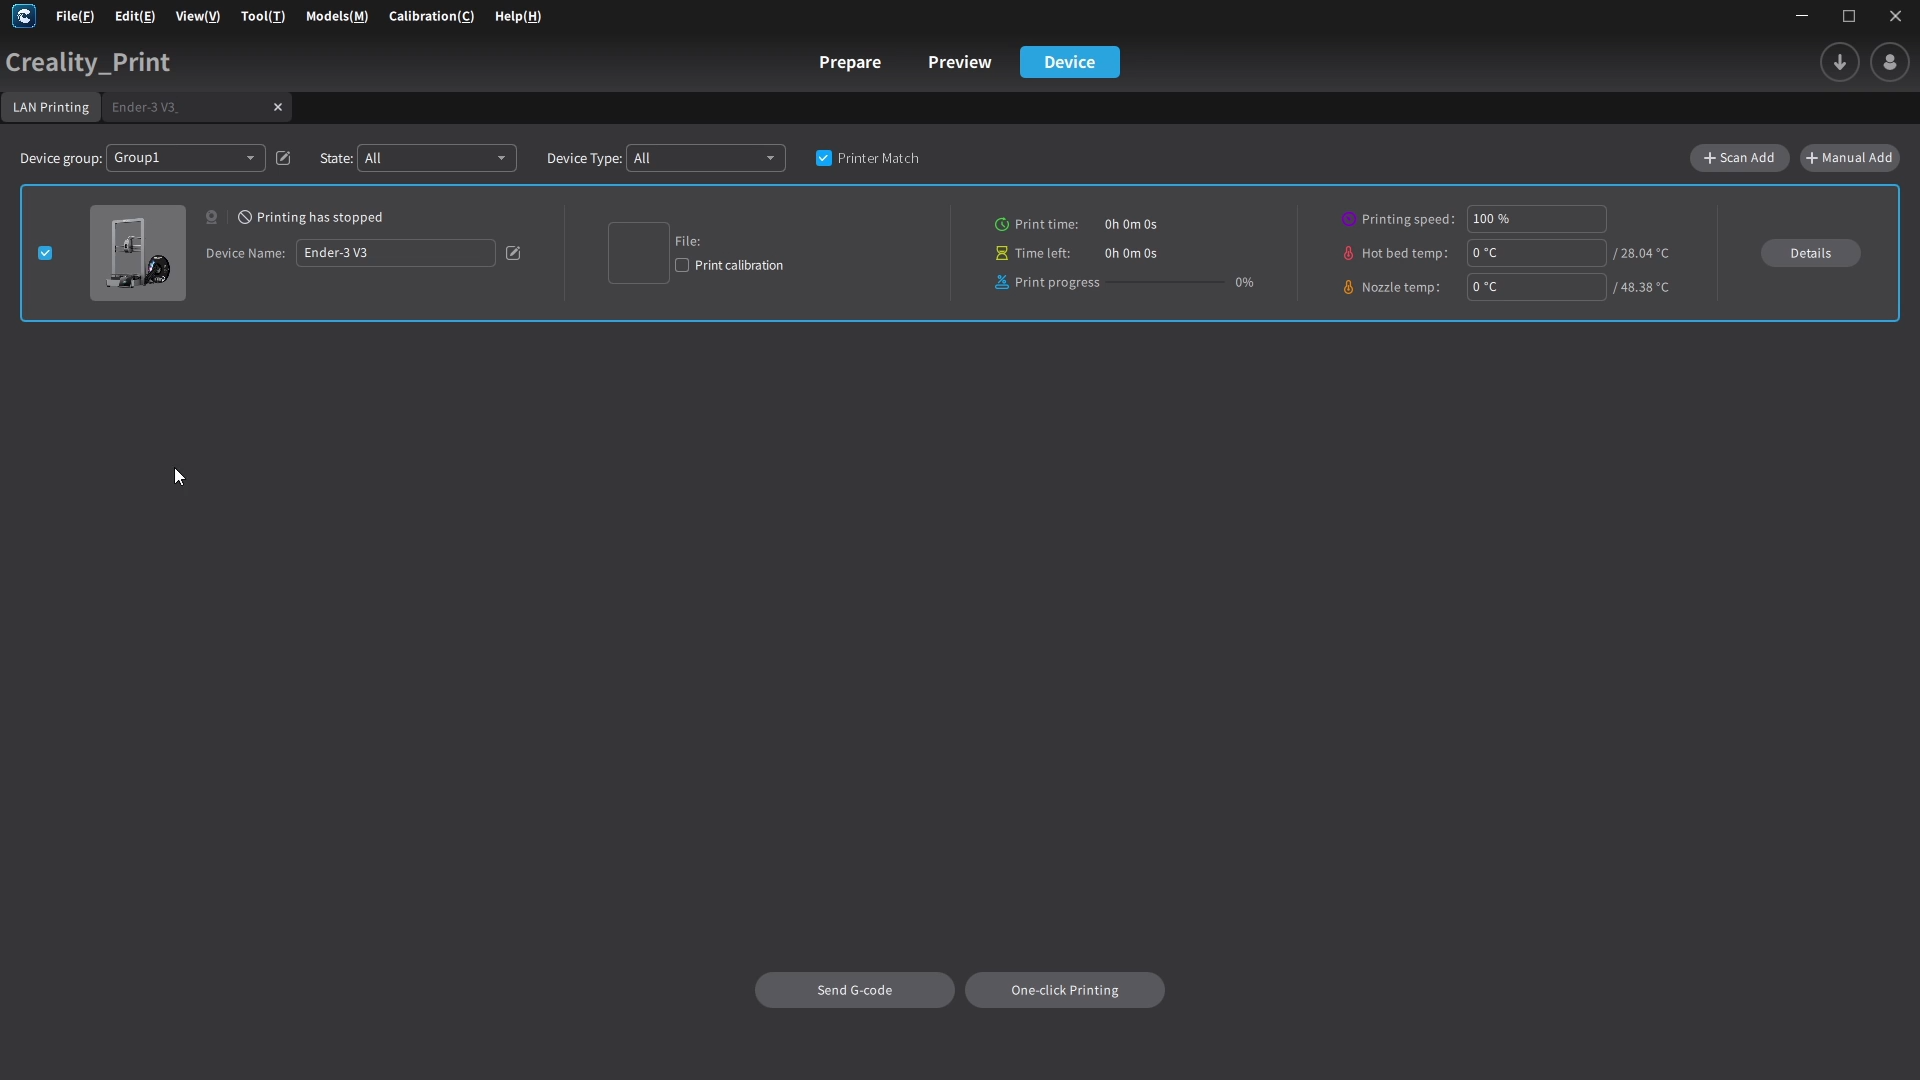 File(F) Edit(E) View(V) Tool(T) Models(M) Calibration(C) Help(H)
Creality_Print
Prepare Preview Device
LAN Printing Ender-3 V3_
Device group: Group1 State: All Device Type: All Printer Match + Scan Add + Manual Add
Printing has stopped
Device Name: Ender-3 V3
File:
Print calibration
Print time: 0h 0m 0s
Time left: 0h 0m 0s
Print progress 0%
Printing speed: 100 %
Hot bed temp: 0 °C / 28.04 °C
Nozzle temp: 0 °C / 48.38 °C
Details
Send G-code One-click Printing